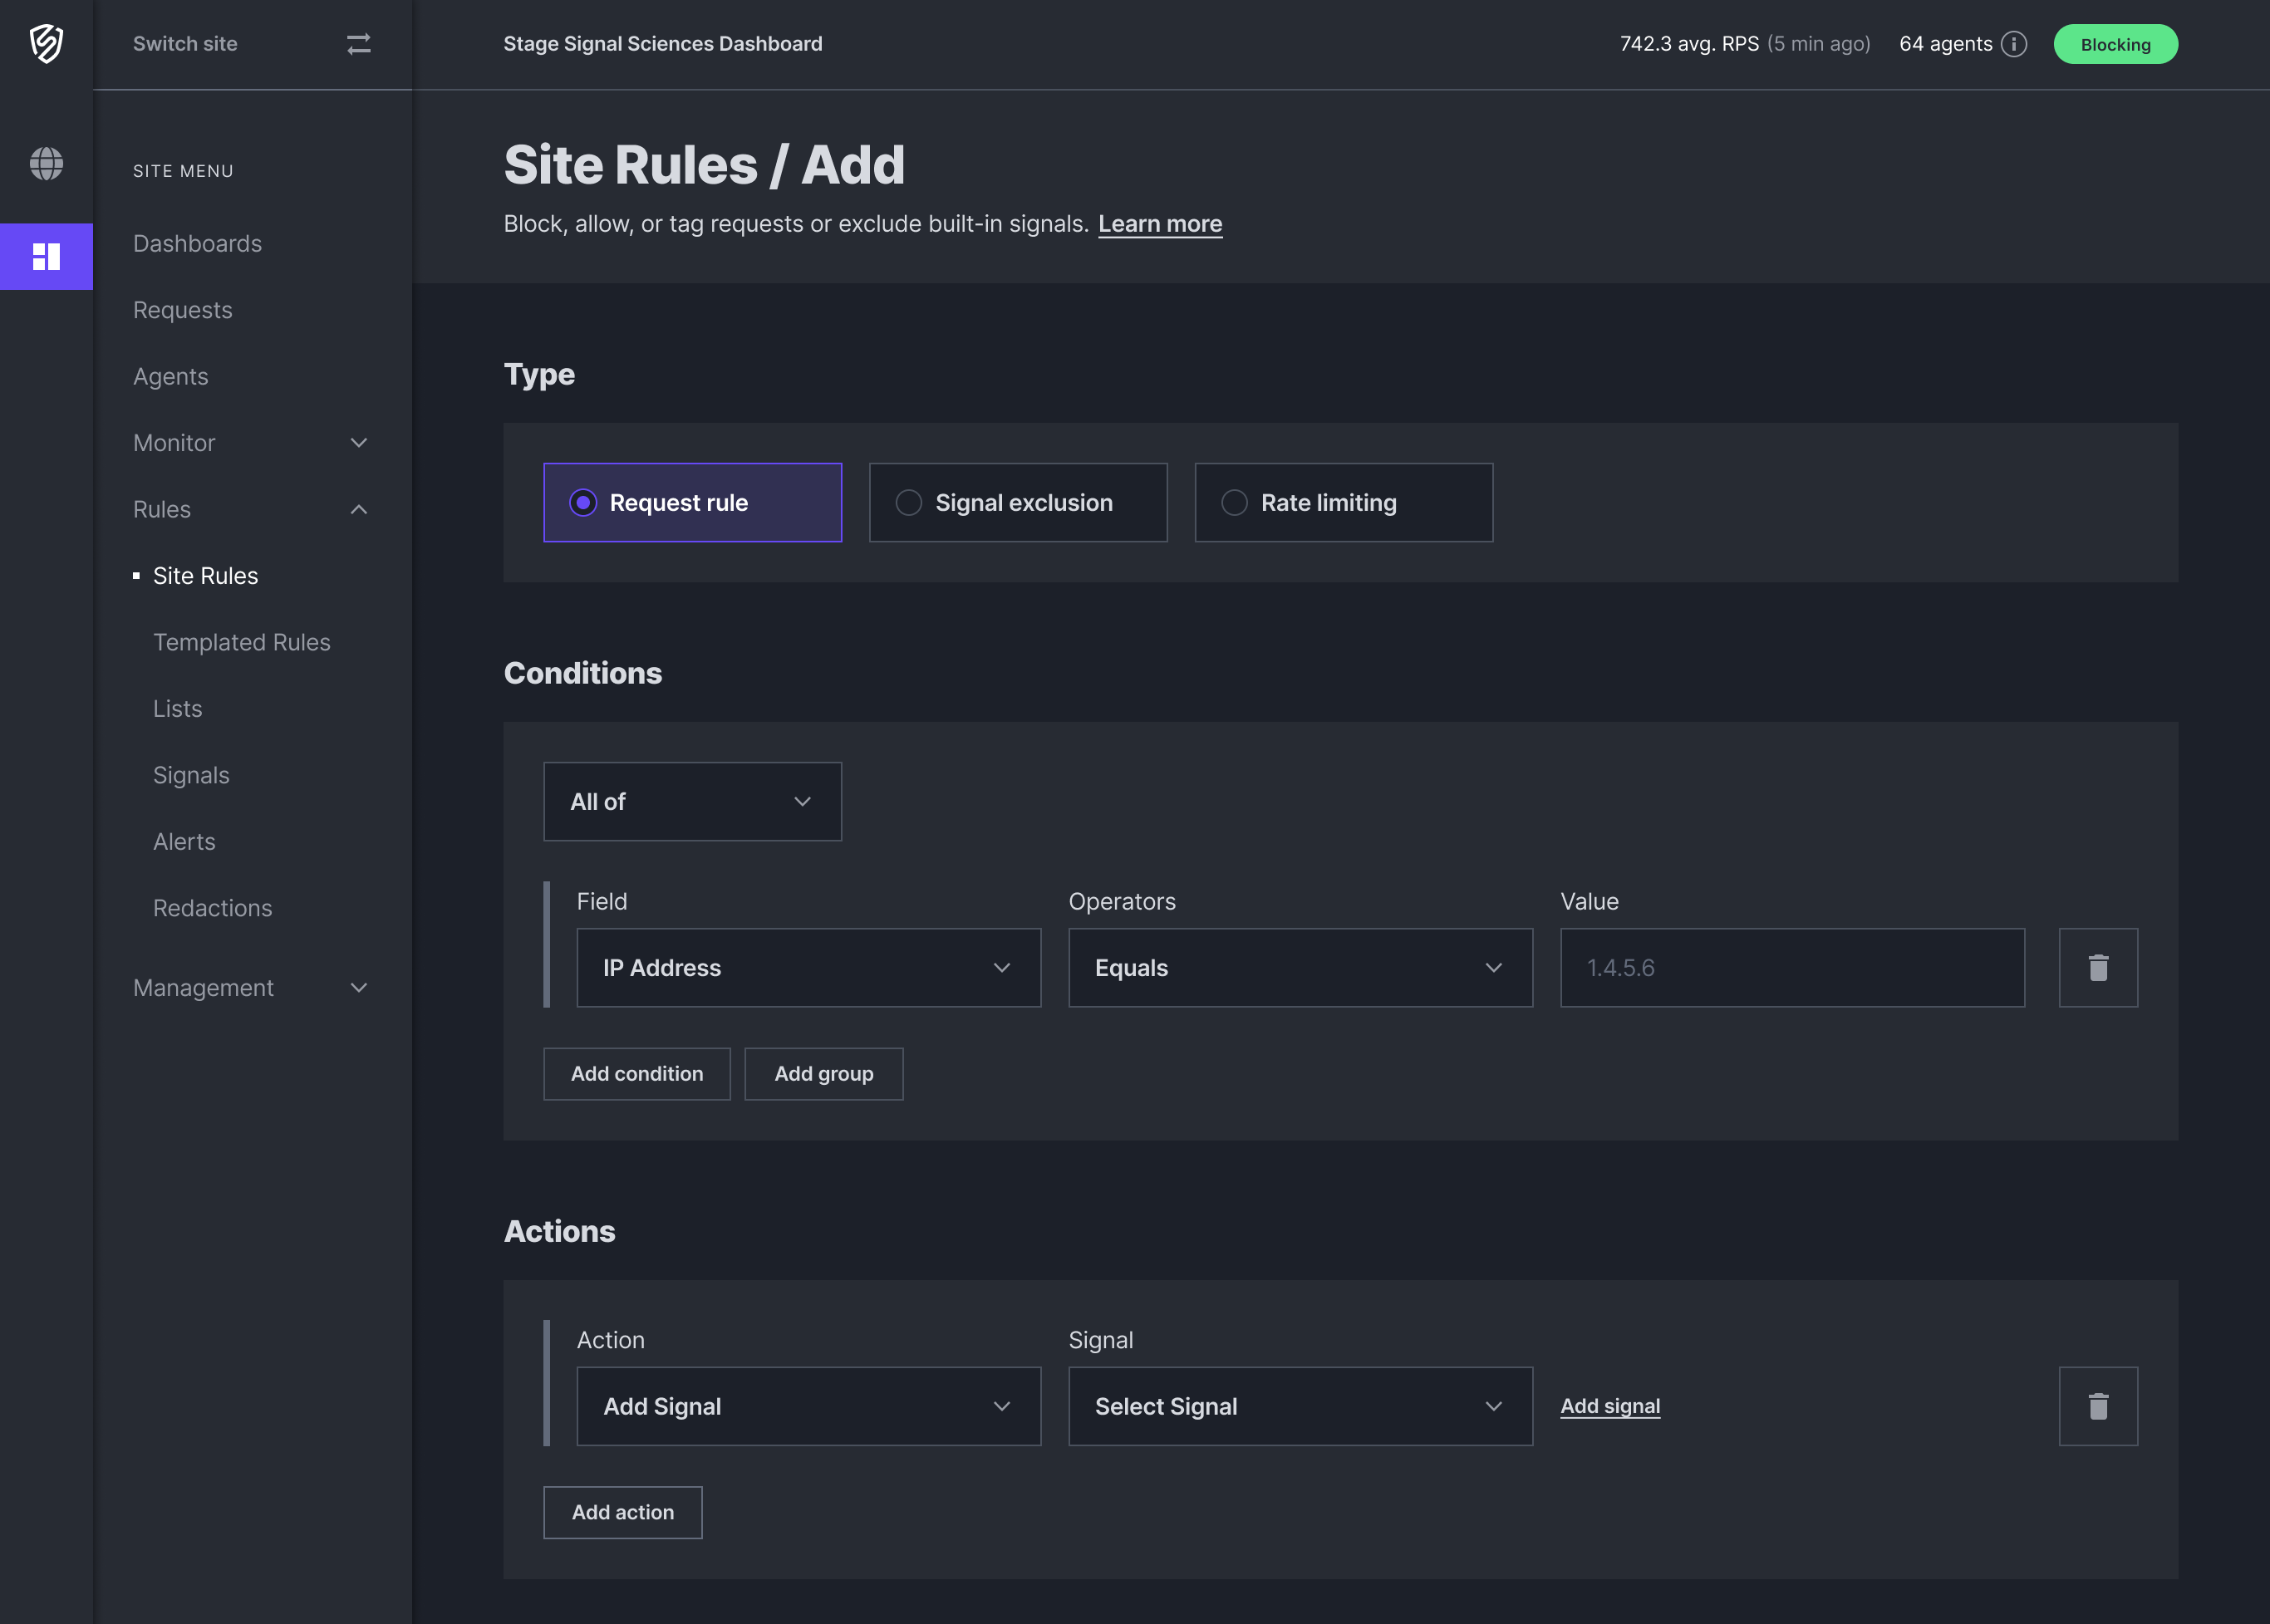 Switch site
Stage Signal Sciences Dashboard
742.3 avg. RPS (5 min ago)
64 agents
Blocking
SITE MENU
Dashboards
Requests
Agents
Monitor
Rules
Site Rules
Templated Rules
Lists
Signals
Alerts
Redactions
Management
Site Rules / Add
Block, allow, or tag requests or exclude built-in signals. Learn more
Type
Request rule
Signal exclusion
Rate limiting
Conditions
All of
Field
Operators
Value
IP Address
Equals
1.4.5.6
Add condition
Add group
Actions
Action
Signal
Add Signal
Select Signal
Add signal
Add action